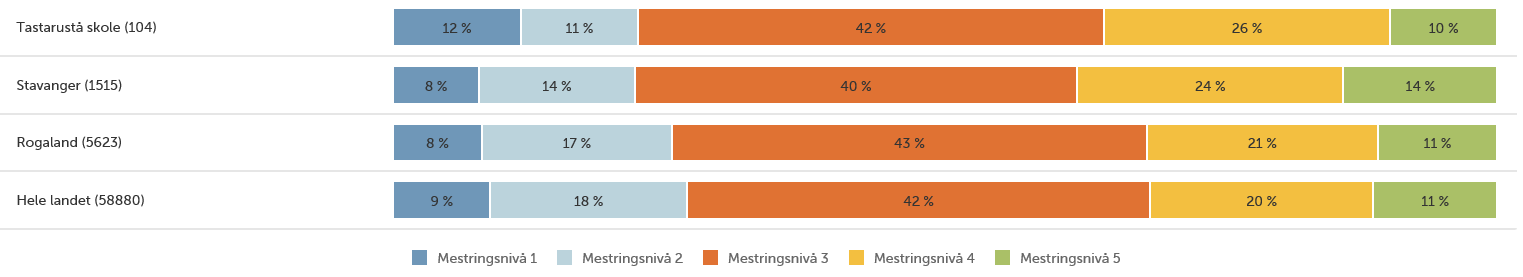 Tastarustå skole (104) 12 % 11 % 42 % 26 % 10 %
Stavanger (1515) 8 % 14 % 40 % 24 % 14 %
Rogaland (5623) 8 % 17 % 43 % 21 % 11 %
Hele landet (58880) 9 % 18 % 42 % 20 % 11 %
Mestringsnivå 1 Mestringsnivå 2 Mestringsnivå 3 Mestringsnivå 4 Mestringsnivå 5